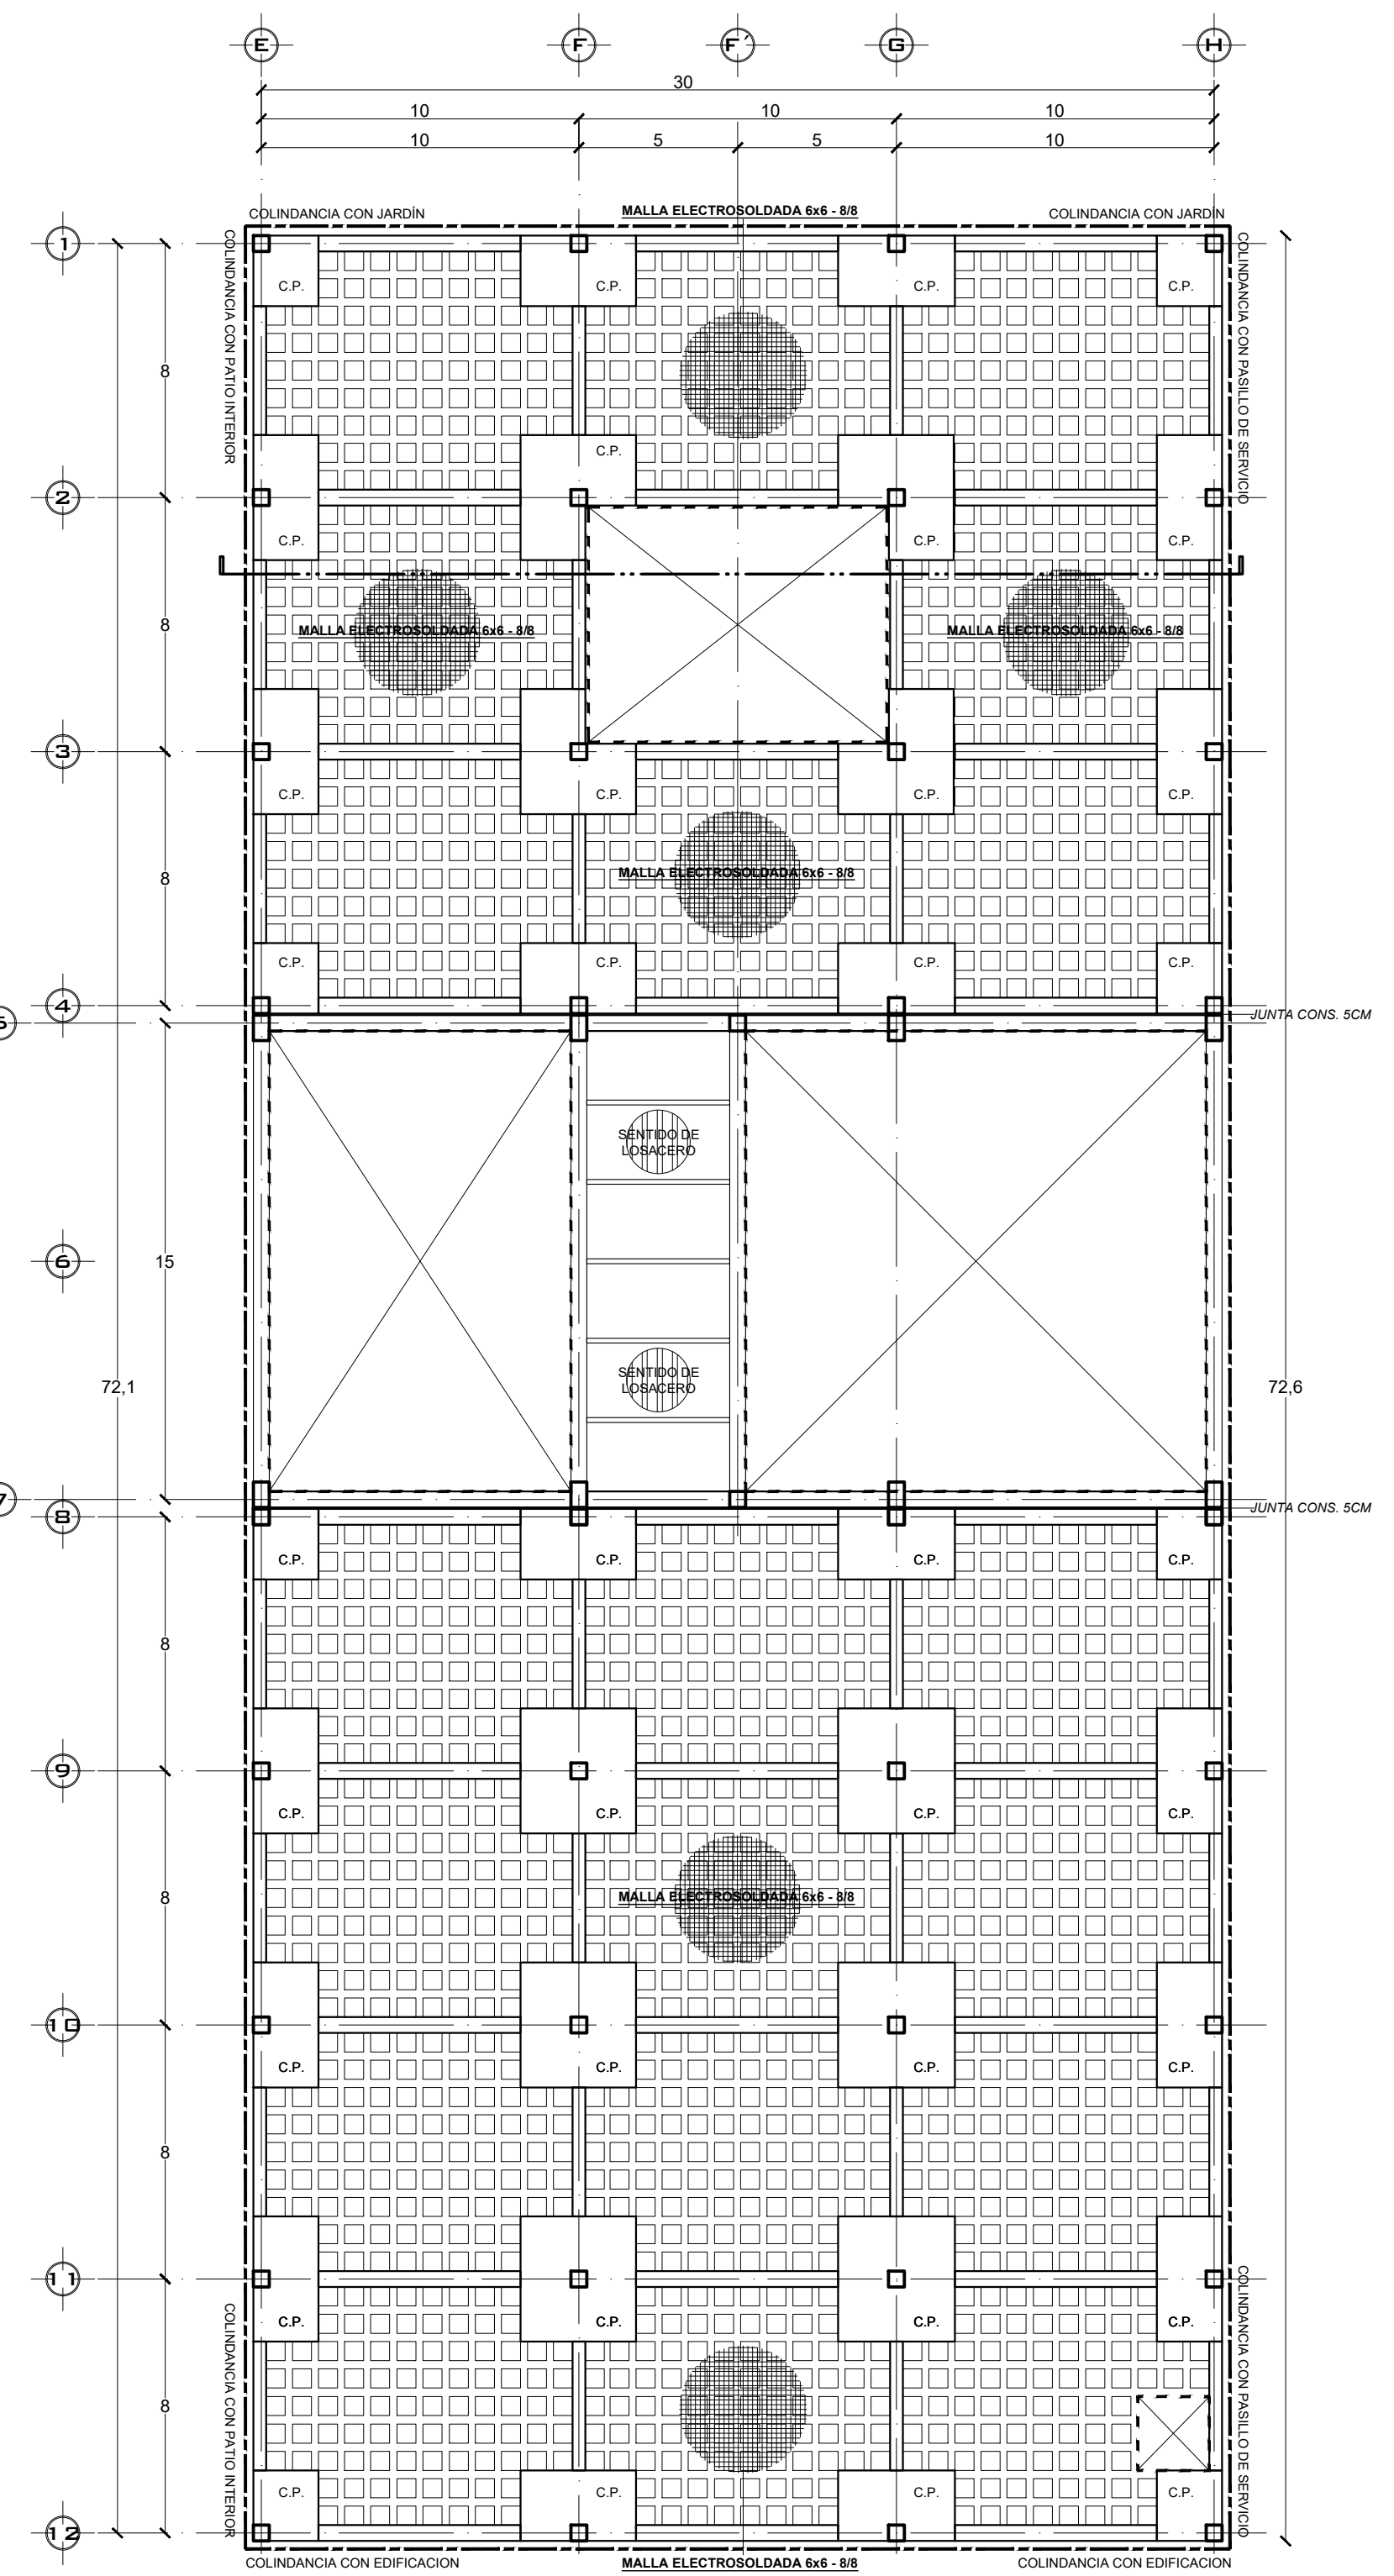 E F F´ G H
30
10 10 10
10 5 5 10
COLINDANCIA CON JARDÍN MALLA ELECTROSOLDADA 6x6 - 8/8 COLINDANCIA CON JARDÍN
1
COLINDANCIA CON PATIO INTERIOR
COLINDANCIA CON PASILLO DE SERVICIO
C.P. C.P. C.P. C.P.
8
C.P.
2
C.P. C.P. C.P.
8
MALLA ELECTROSOLDADA 6x6 - 8/8 MALLA ELECTROSOLDADA 6x6 - 8/8
3
C.P. C.P. C.P. C.P.
8
MALLA ELECTROSOLDADA 6x6 - 8/8
C.P. C.P. C.P. C.P.
4
JUNTA CONS. 5CM
SENTIDO DE
LOSACERO
6
15
SENTIDO DE
LOSACERO
72,1
72,6
7
JUNTA CONS. 5CM
8
C.P. C.P. C.P. C.P.
8
9
C.P. C.P. C.P. C.P.
8
MALLA ELECTROSOLDADA 6x6 - 8/8
10
C.P. C.P. C.P. C.P.
8
11
C.P. C.P. C.P. C.P.
COLINDANCIA CON PATIO INTERIOR
COLINDANCIA CON PASILLO DE SERVICIO
8
C.P. C.P. C.P. C.P.
12
COLINDANCIA CON EDIFICACION MALLA ELECTROSOLDADA 6x6 - 8/8 COLINDANCIA CON EDIFICACION